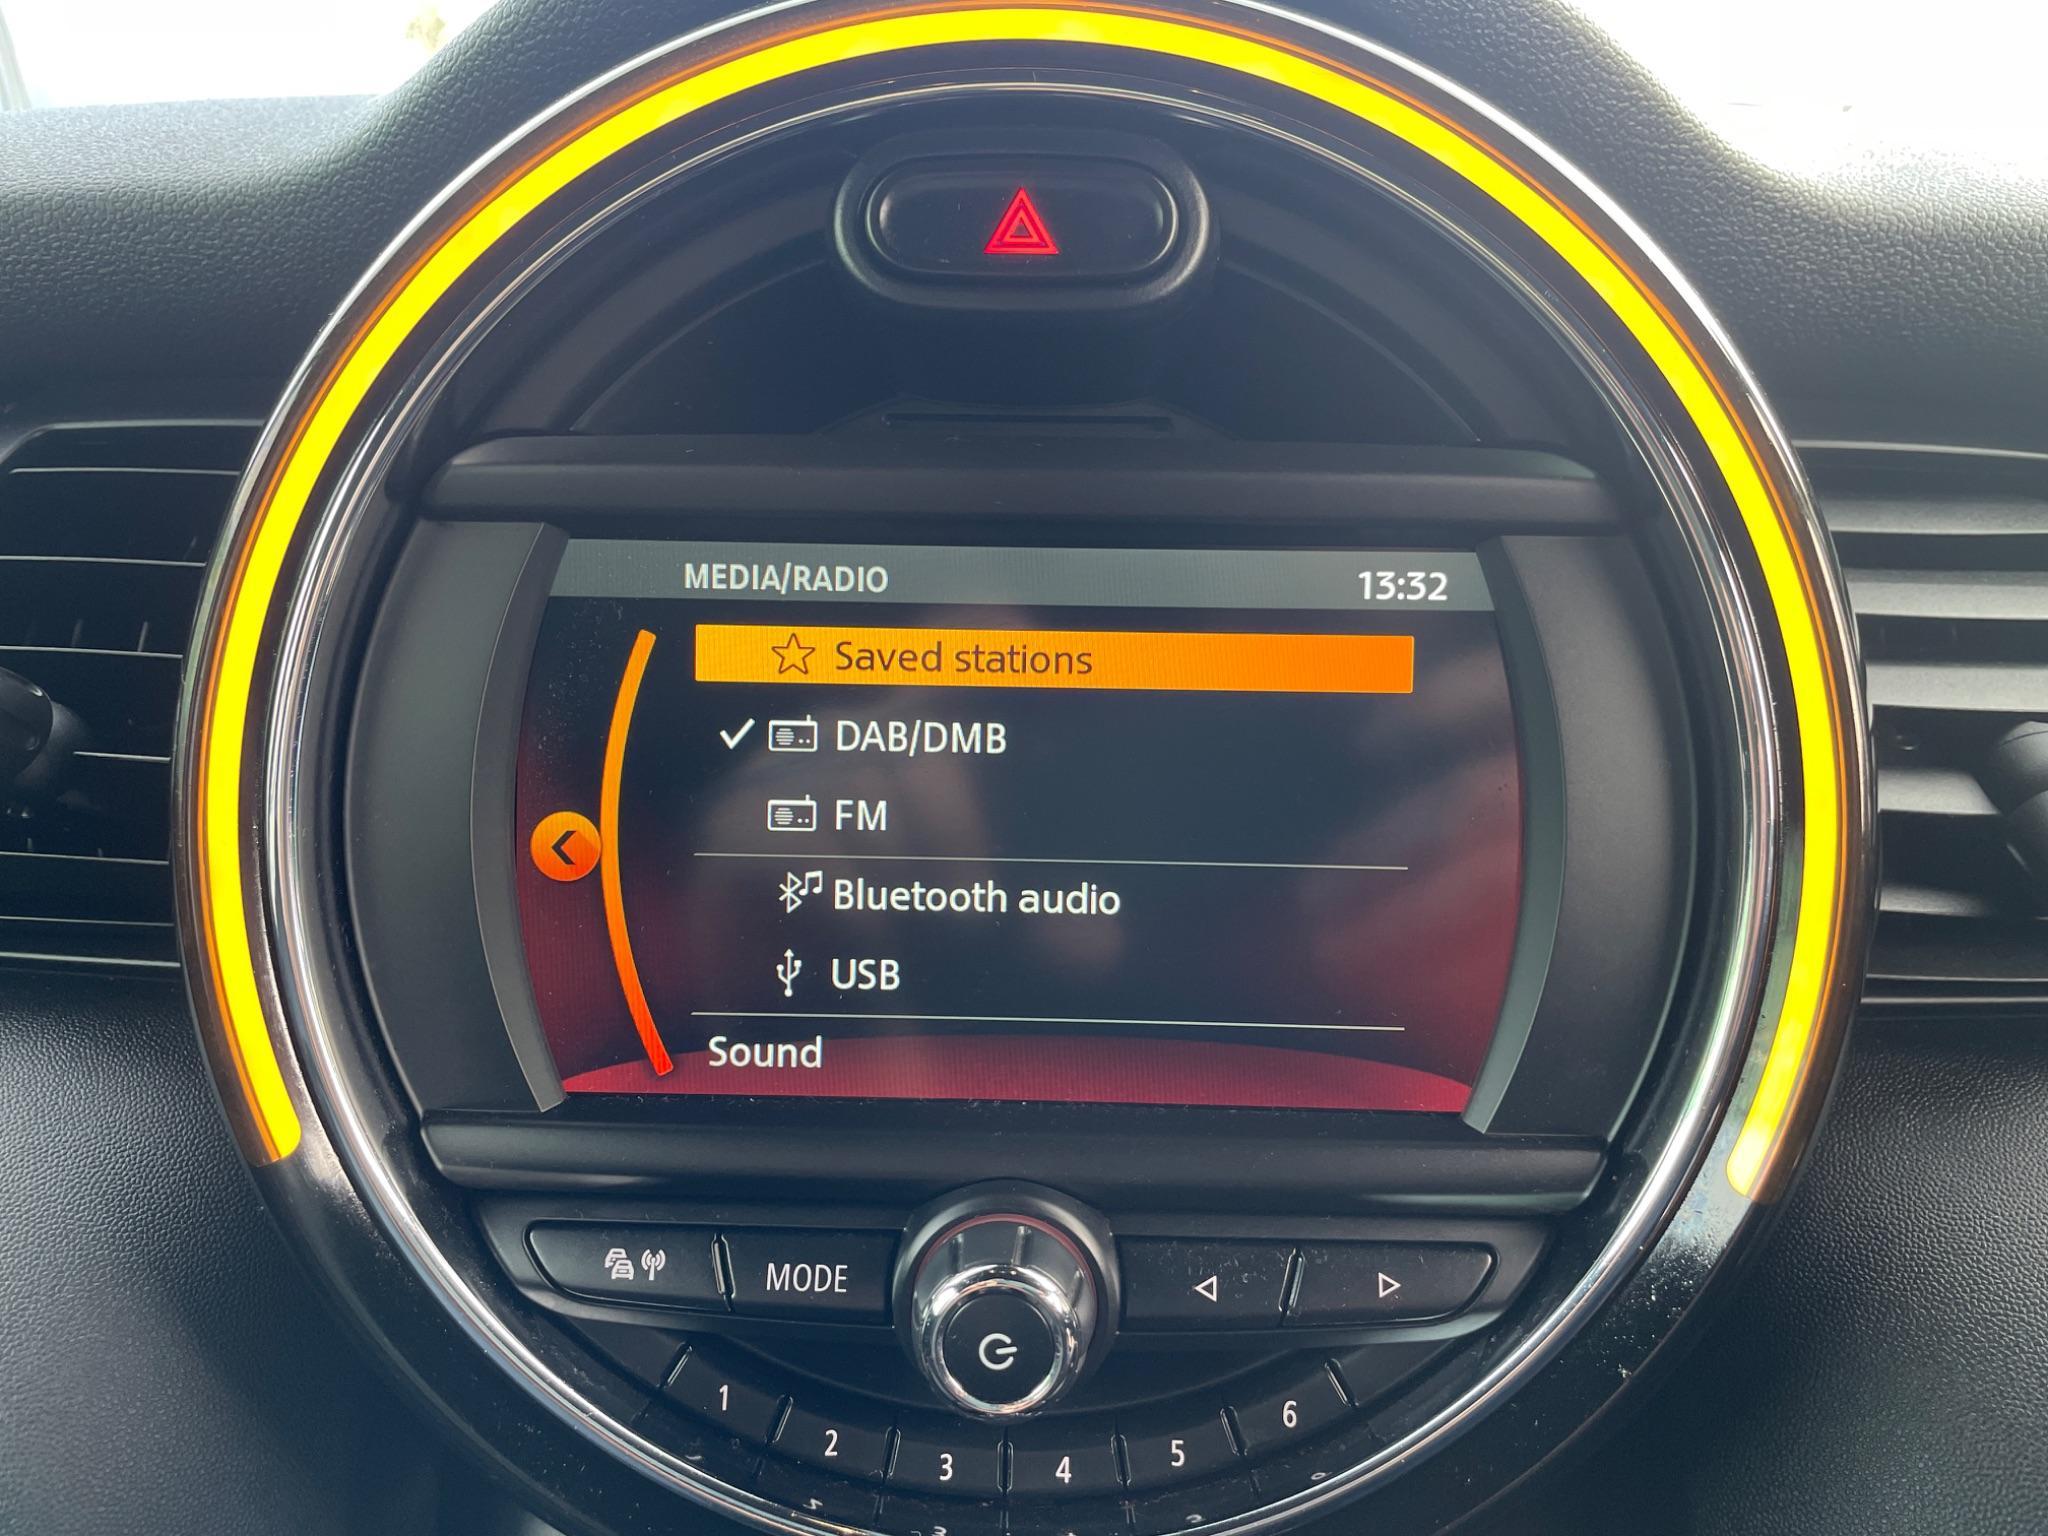 MEDIA/RADIO 13:32
Saved stations
DAB/DMB
FM
Bluetooth audio
USB
Sound
MODE
1 2 3 4 5 6